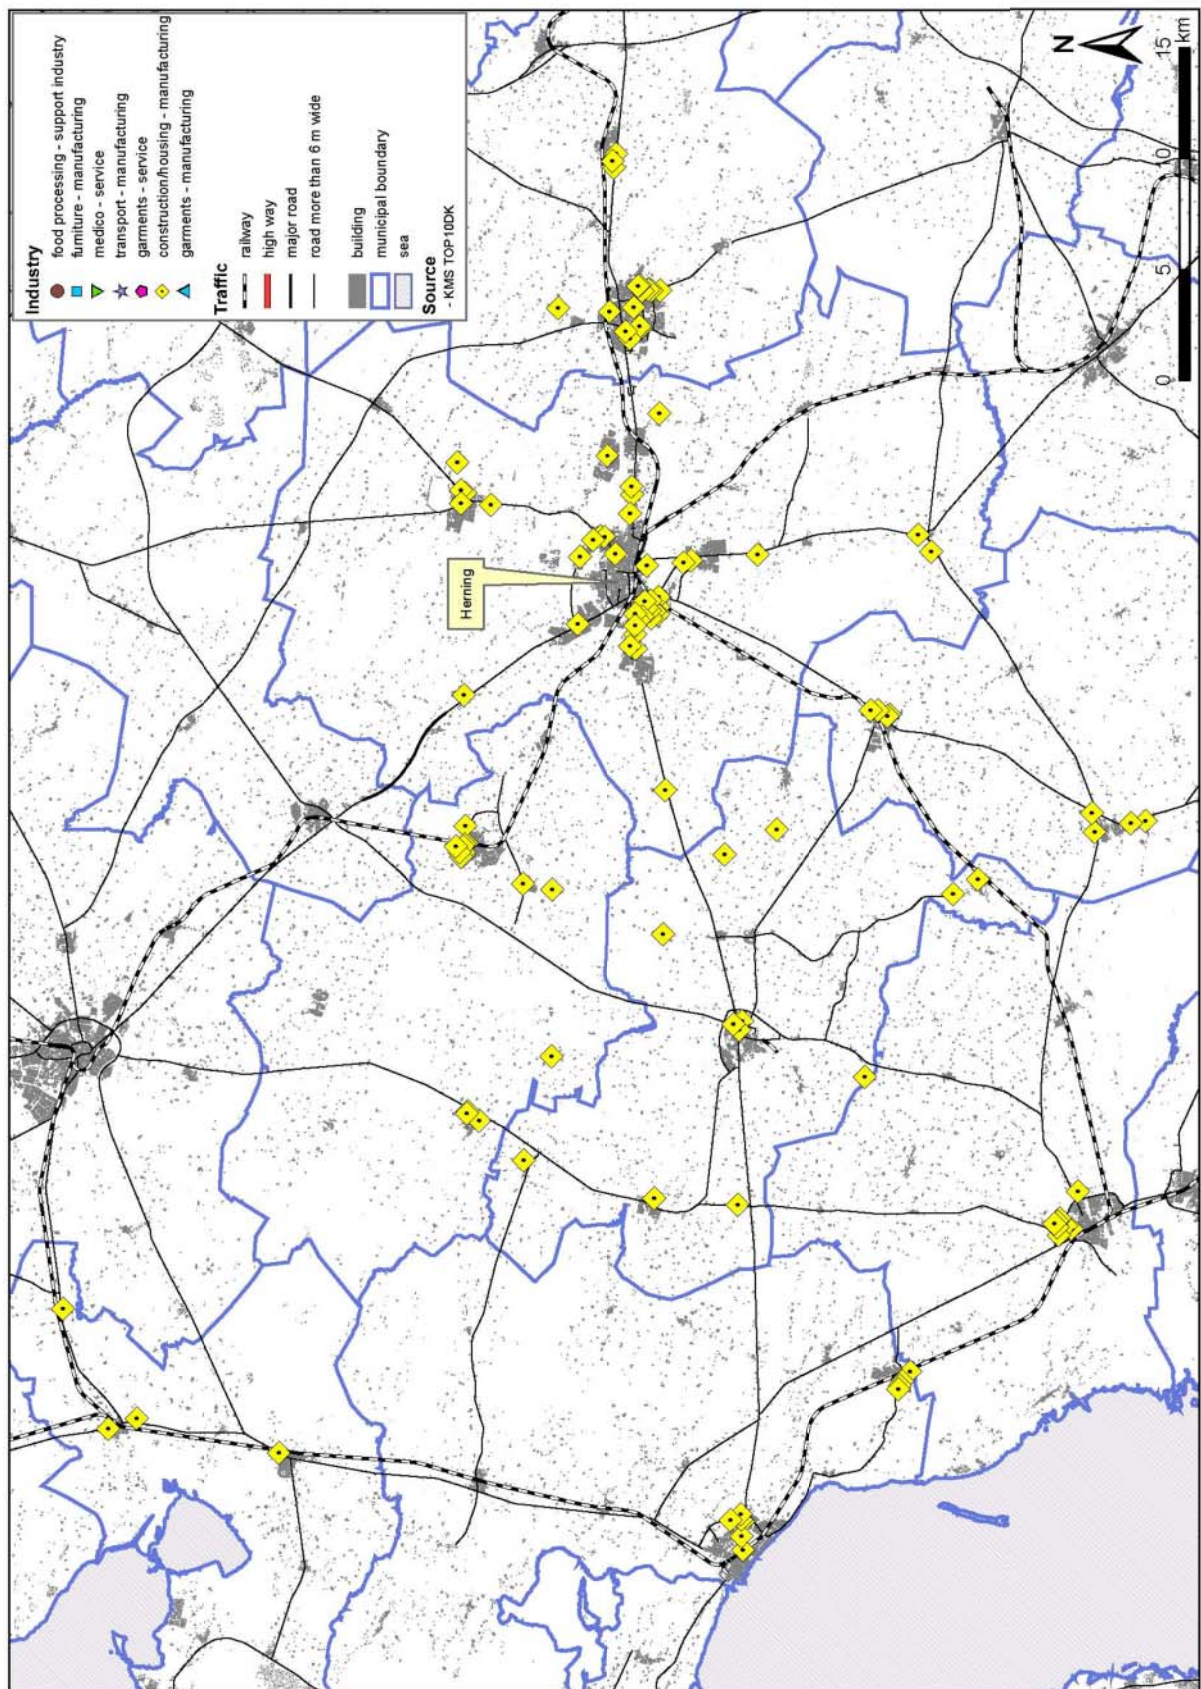 Industry
food processing - support industry
furniture - manufacturing
medico - service
transport - manufacturing
garments - service
construction/housing - manufacturing
garments - manufacturing
Traffic
railway
high way
major road
road more than 6 m wide
building
municipal boundary
sea
Source
- KMS TOP10DK
Herning
N
0 5 10 15
km